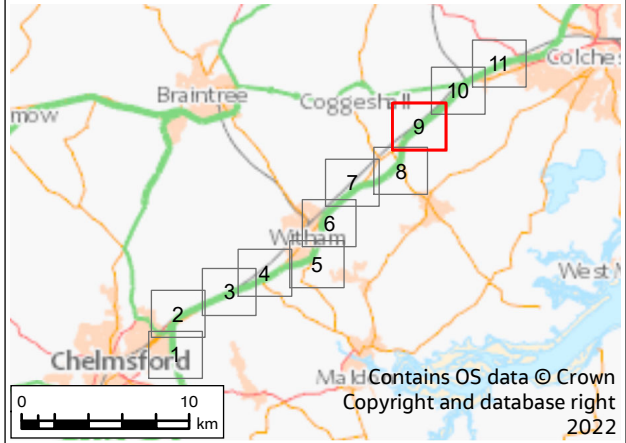 11
Colches
10
Braintree
Coggeshall
mow
9
8
7
6
Witham
5
4
West M
3
2
1
Chelmsford
Mald
Contains OS data © Crown
Copyright and database right
2022
0 10
km